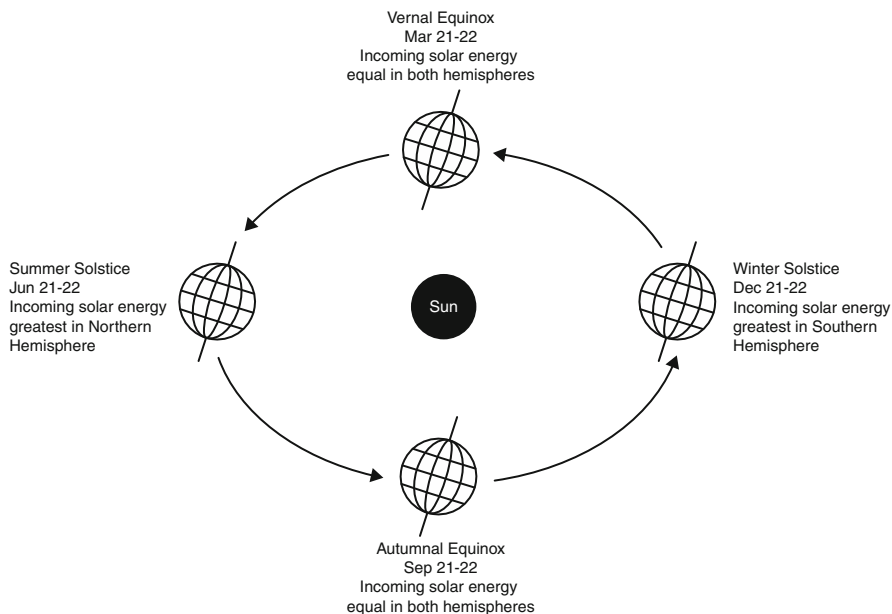 Vernal Equinox
Mar 21-22
Incoming solar energy
equal in both hemispheres
Summer Solstice
Jun 21-22
Incoming solar energy
greatest in Northern
Hemisphere
Sun
Winter Solstice
Dec 21-22
Incoming solar energy
greatest in Southern
Hemisphere
Autumnal Equinox
Sep 21-22
Incoming solar energy
equal in both hemispheres